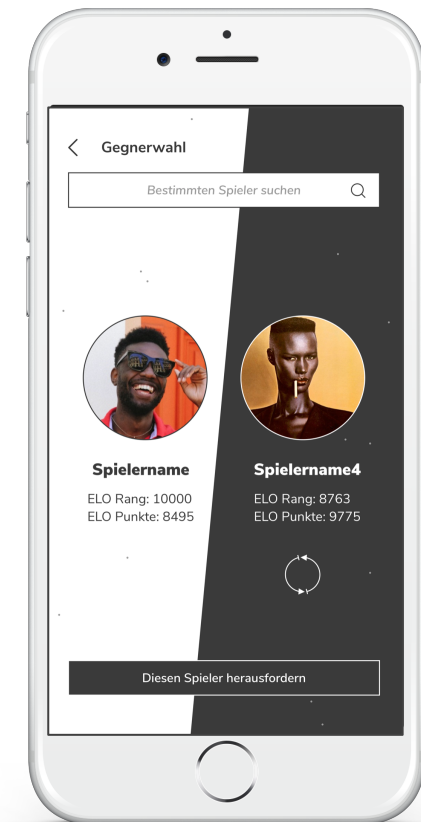 Gegnerwahl
Bestimmten Spieler suchen
Spielername
ELO Rang: 10000
ELO Punkte: 8495
Spielername4
ELO Rang: 8763
ELO Punkte: 9775
Diesen Spieler herausfordern